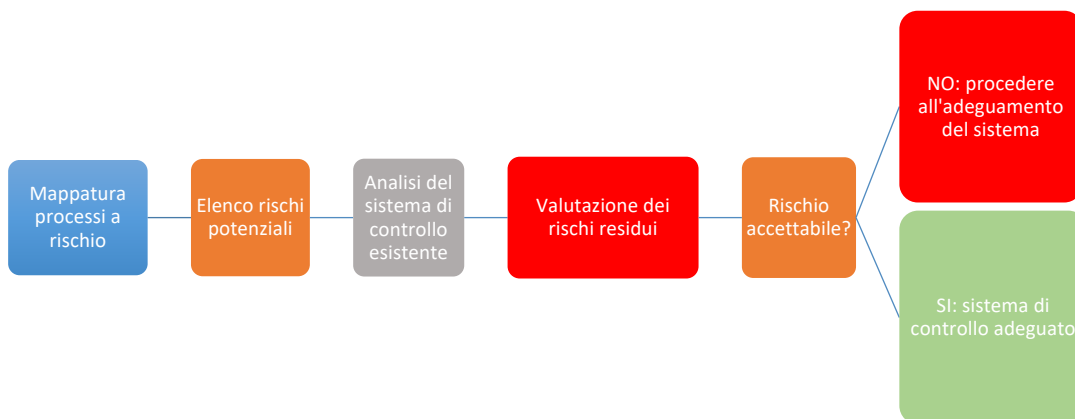 Mappatura
processi a
rischio
Elenco rischi
potenziali
Analisi del
sistema di
controllo
esistente
Valutazione dei
rischi residui
Rischio
accettabile?
NO: procedere
all'adeguamento
del sistema
SI: sistema di
controllo adeguato